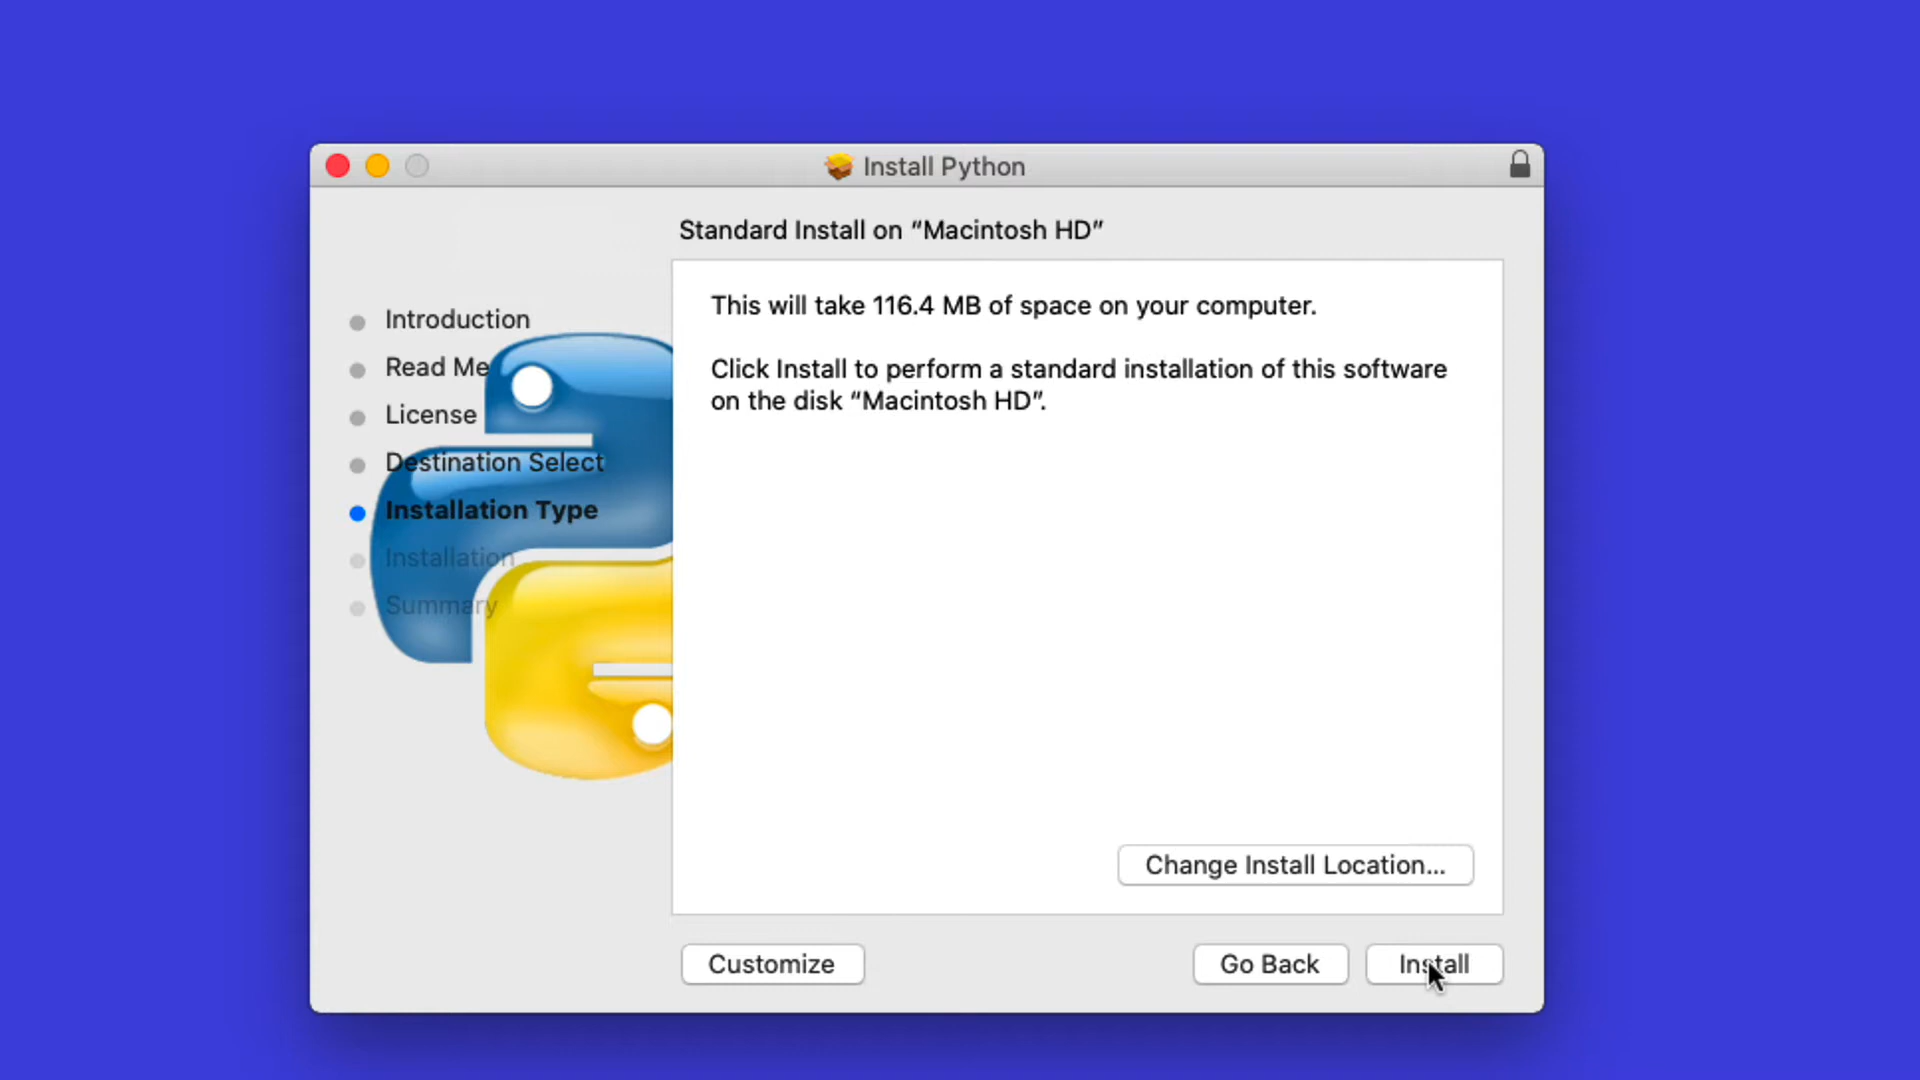 Install Python
Standard Install on “Macintosh HD”
Introduction
Read Me
License
Destination Select
Installation Type
Installation
Summary
This will take 116.4 MB of space on your computer.
Click Install to perform a standard installation of this software
on the disk “Macintosh HD”.
Change Install Location...
Customize
Go Back
Install